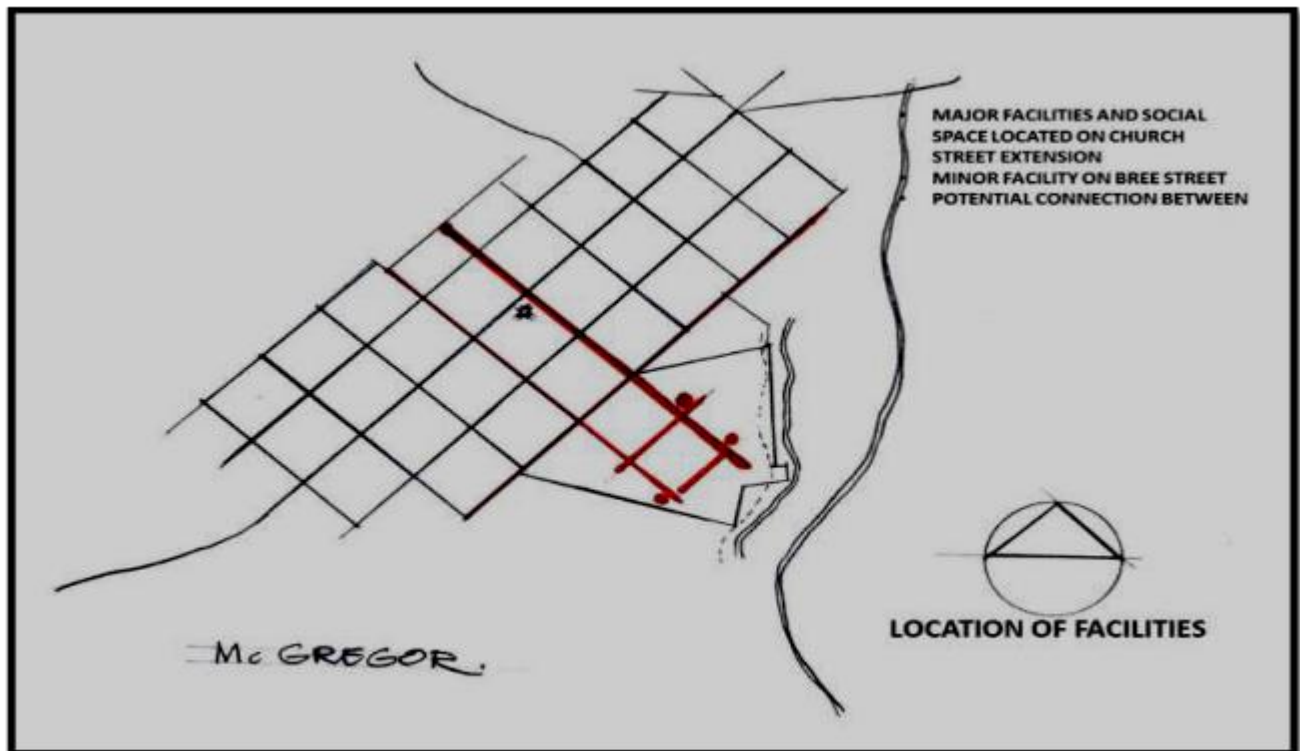 MAJOR FACILITIES AND SOCIAL
SPACE LOCATED ON CHURCH
STREET EXTENSION
MINOR FACILITY ON BREE STREET
POTENTIAL CONNECTION BETWEEN
LOCATION OF FACILITIES
Mc GREGOR.